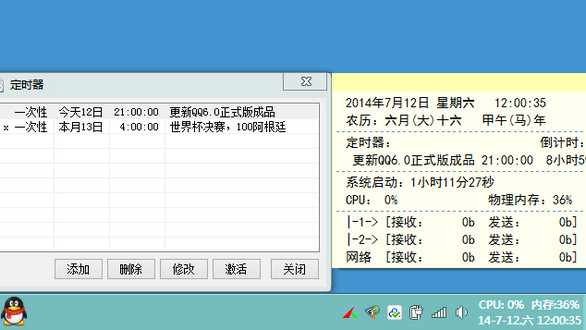 定时器
一次性 今天12日 21:00:00 更新QQ6.0正式版成品
x 一次性 本月13日 4:00:00 世界杯决赛，100阿根廷
添加 删除 修改 激活 关闭
2014年7月12日 星期六 12:00:35
农历：六月(大)十六 甲午(马)年
定时器： 倒计时：
更新QQ6.0正式版成品 21:00:00 8小时5
系统启动：1小时11分27秒
CPU： 0% 物理内存：36%
|-1-> [接收： 0b 发送： 0b]
|-2-> [接收： 0b 发送： 0b]
网络 [接收： 0b 发送： 0b]
CPU: 0% 内存:36%
14-7-12.六 12:00:35